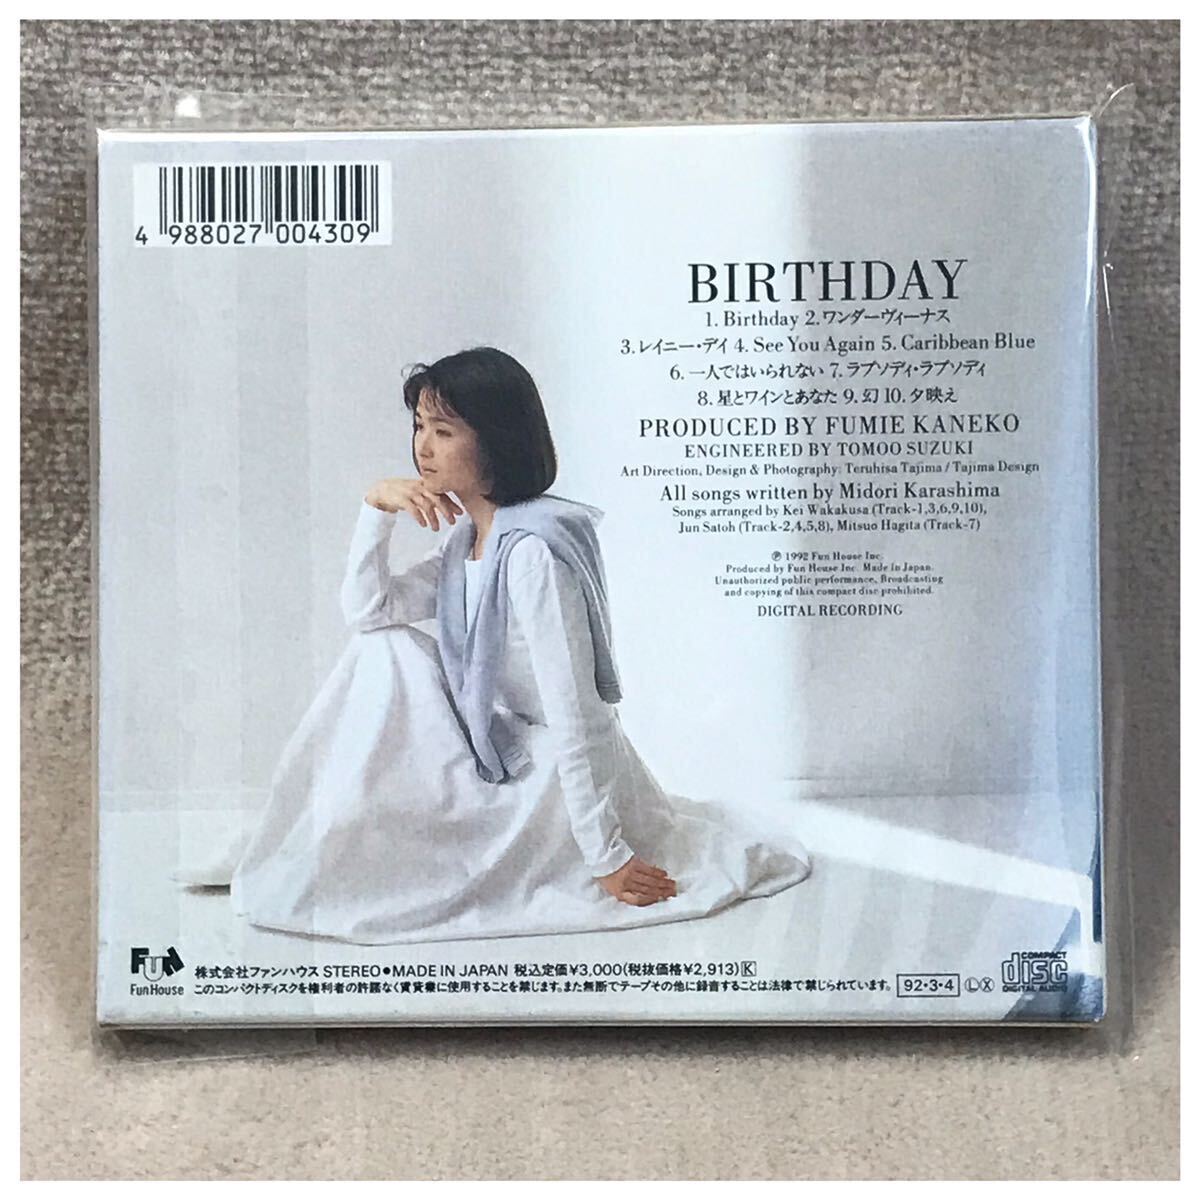 4 988027 004309
BIRTHDAY
1. Birthday 2. ワンダーヴィーナス
3. レイニー・デイ 4. See You Again 5. Caribbean Blue
6. 一人ではいられない 7. ラプソディ・ラプソディ
8. 星とワインとあなた 9. 幻 10. 夕映え
PRODUCED BY FUMIE KANEKO
ENGINEERED BY TOMOO SUZUKI
Art Direction, Design & Photography: Teruhisa Tajima / Tajima Design
All songs written by Midori Karashima
Songs arranged by Kei Wakakusa (Track-1,3,6,9,10),
Jun Satoh (Track-2,4,5,8), Mitsuo Hagita (Track-7)
Ⓟ 1992 Fun House Inc.
Produced by Fun House Inc. Made in Japan.
Unauthorized public performance, Broadcasting
and copying of this compact disc prohibited.
DIGITAL RECORDING
FUN
Fun House
株式会社ファンハウス STEREO●MADE IN JAPAN 税込定価¥3,000(税抜価格¥2,913)K
このコンパクトディスクを権利者の許諾なく賃貸業に使用することを禁じます。また無断でテープその他に録音することは法律で禁じられています。
92・3・4 Ⓛ Ⓧ
COMPACT
disc
DIGITAL AUDIO